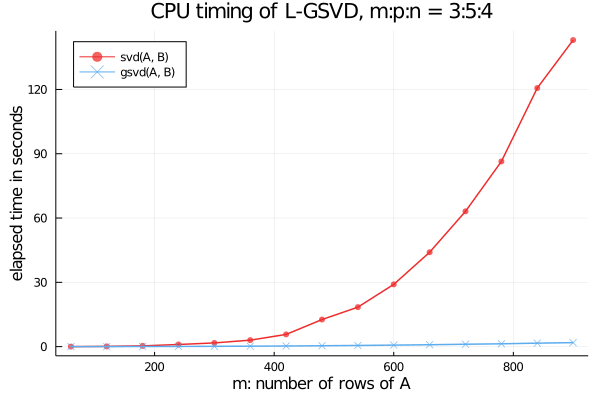 CPU timing of L-GSVD, m:p:n = 3:5:4
svd(A, B)
gsvd(A, B)
120
90
60
30
0
elapsed time in seconds
200 400 600 800
m: number of rows of A